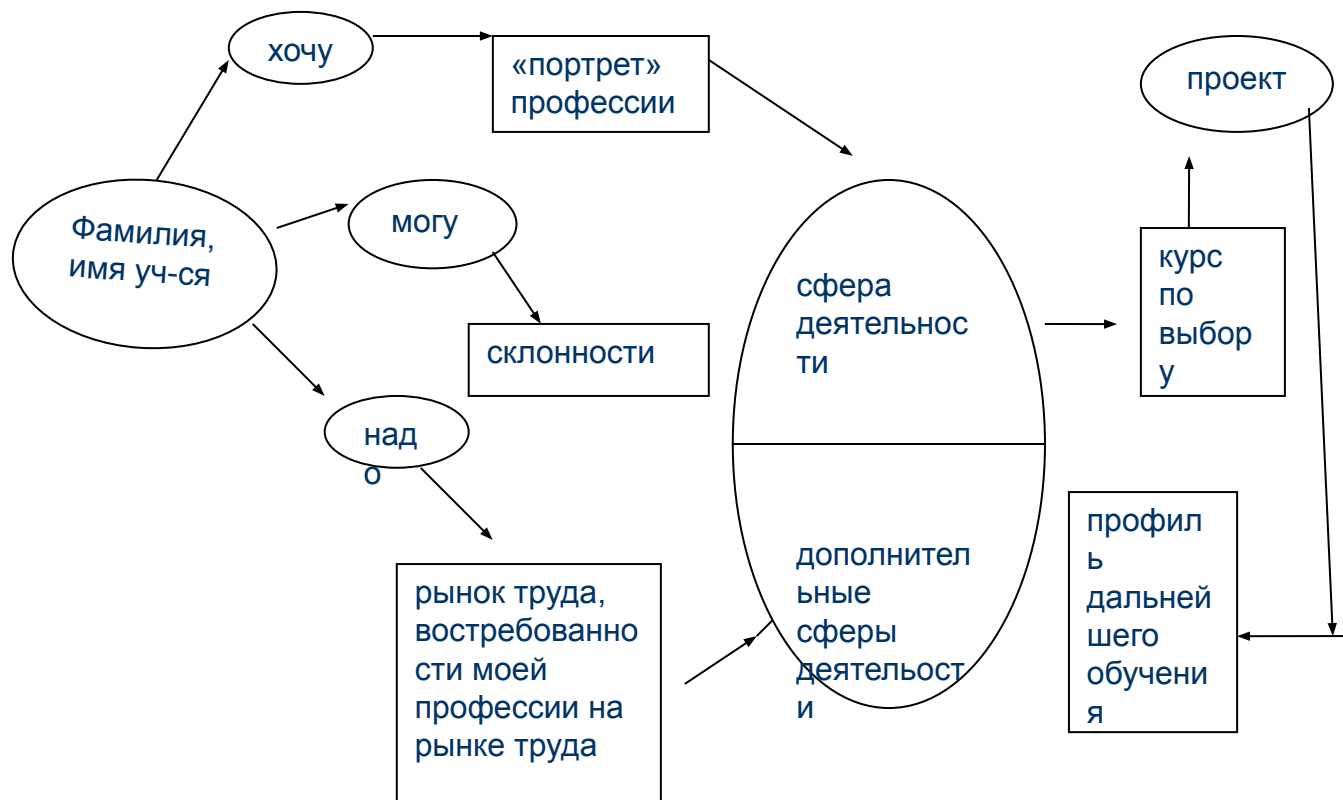 хочу
«портрет»
профессии
проект
Фамилия,
имя уч-ся
могу
сфера
деятельнос
ти
курс
по
выбор
у
склонности
над
о
рынок труда,
востребованно
сти моей
профессии на
рынке труда
дополнител
ьные
сферы
деятельост
и
профил
ь
дальней
шего
обучени
я